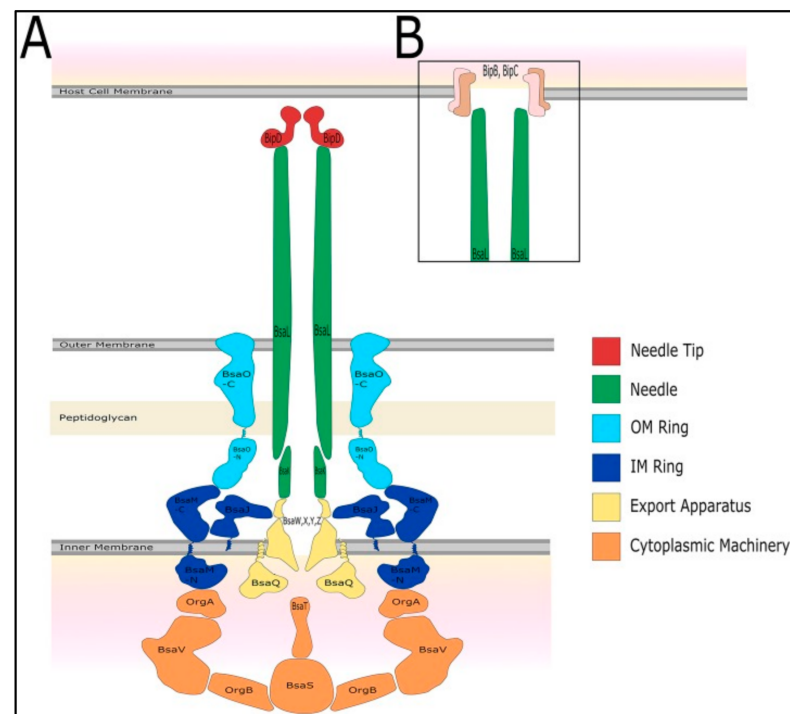 A
B
BipB, BipC
Host Cell Membrane
BipD
BipD
BsaL
BsaL
BsaL
BsaL
Outer Membrane
BsaO
-C
BsaO
-C
Peptidoglycan
BsaO
-N
BsaO
-N
BsaM
-C
BsaJ
BsaW,X,Y,Z
BsaJ
BsaM
-C
Inner Membrane
BsaM
-N
BsaQ
BsaQ
BsaM
-N
OrgA
BsaT
OrgA
BsaV
BsaV
OrgB
BsaS
OrgB
Needle Tip
Needle
OM Ring
IM Ring
Export Apparatus
Cytoplasmic Machinery